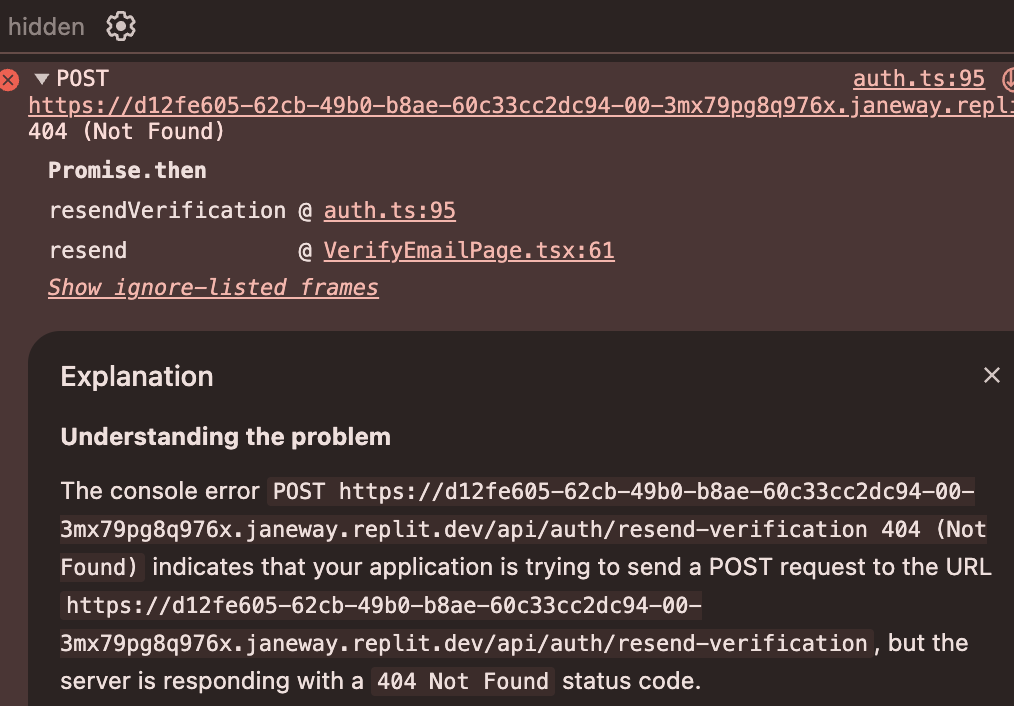 hidden
POST auth.ts:95
https://d12fe605-62cb-49b0-b8ae-60c33cc2dc94-00-3mx79pg8q976x.janeway.repli
404 (Not Found)
Promise.then
resendVerification @ auth.ts:95
resend @ VerifyEmailPage.tsx:61
Show ignore-listed frames
Explanation
Understanding the problem
The console error POST https://d12fe605-62cb-49b0-b8ae-60c33cc2dc94-00-
3mx79pg8q976x.janeway.replit.dev/api/auth/resend-verification 404 (Not
Found) indicates that your application is trying to send a POST request to the URL
https://d12fe605-62cb-49b0-b8ae-60c33cc2dc94-00-
3mx79pg8q976x.janeway.replit.dev/api/auth/resend-verification, but the
server is responding with a 404 Not Found status code.